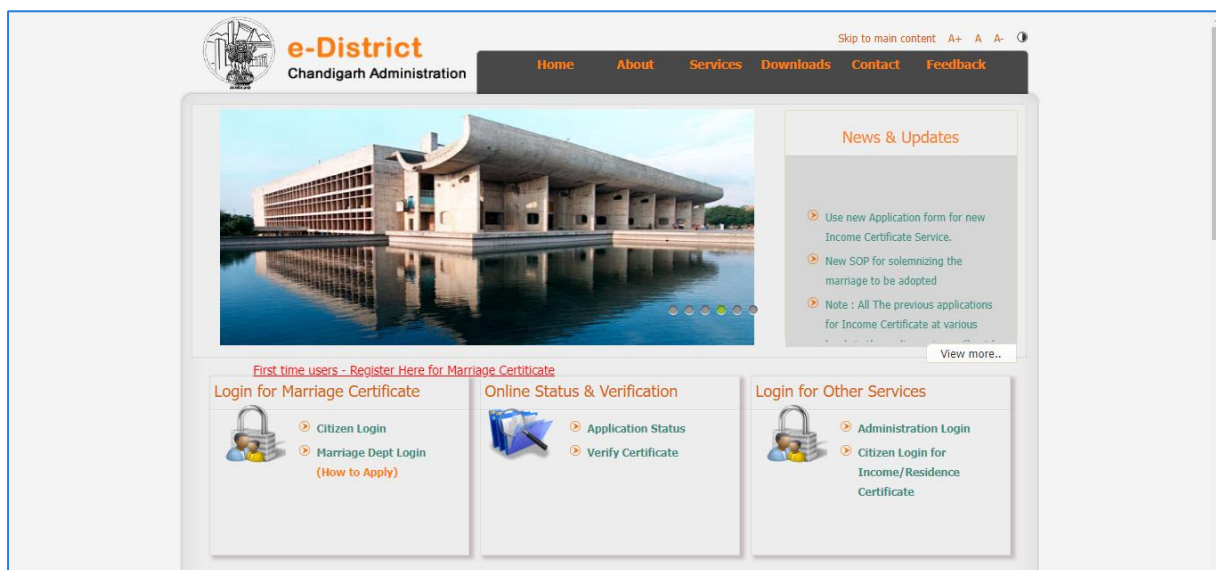 e-District
Chandigarh Administration
Skip to main content A+ A A-
Home About Services Downloads Contact Feedback
News & Updates
Use new Application form for new
Income Certificate Service.
New SOP for solemnizing the
marriage to be adopted
Note : All The previous applications
for Income Certificate at various
View more..
First time users - Register Here for Marriage Certificate
Login for Marriage Certificate
Citizen Login
Marriage Dept Login
(How to Apply)
Online Status & Verification
Application Status
Verify Certificate
Login for Other Services
Administration Login
Citizen Login for
Income/Residence
Certificate